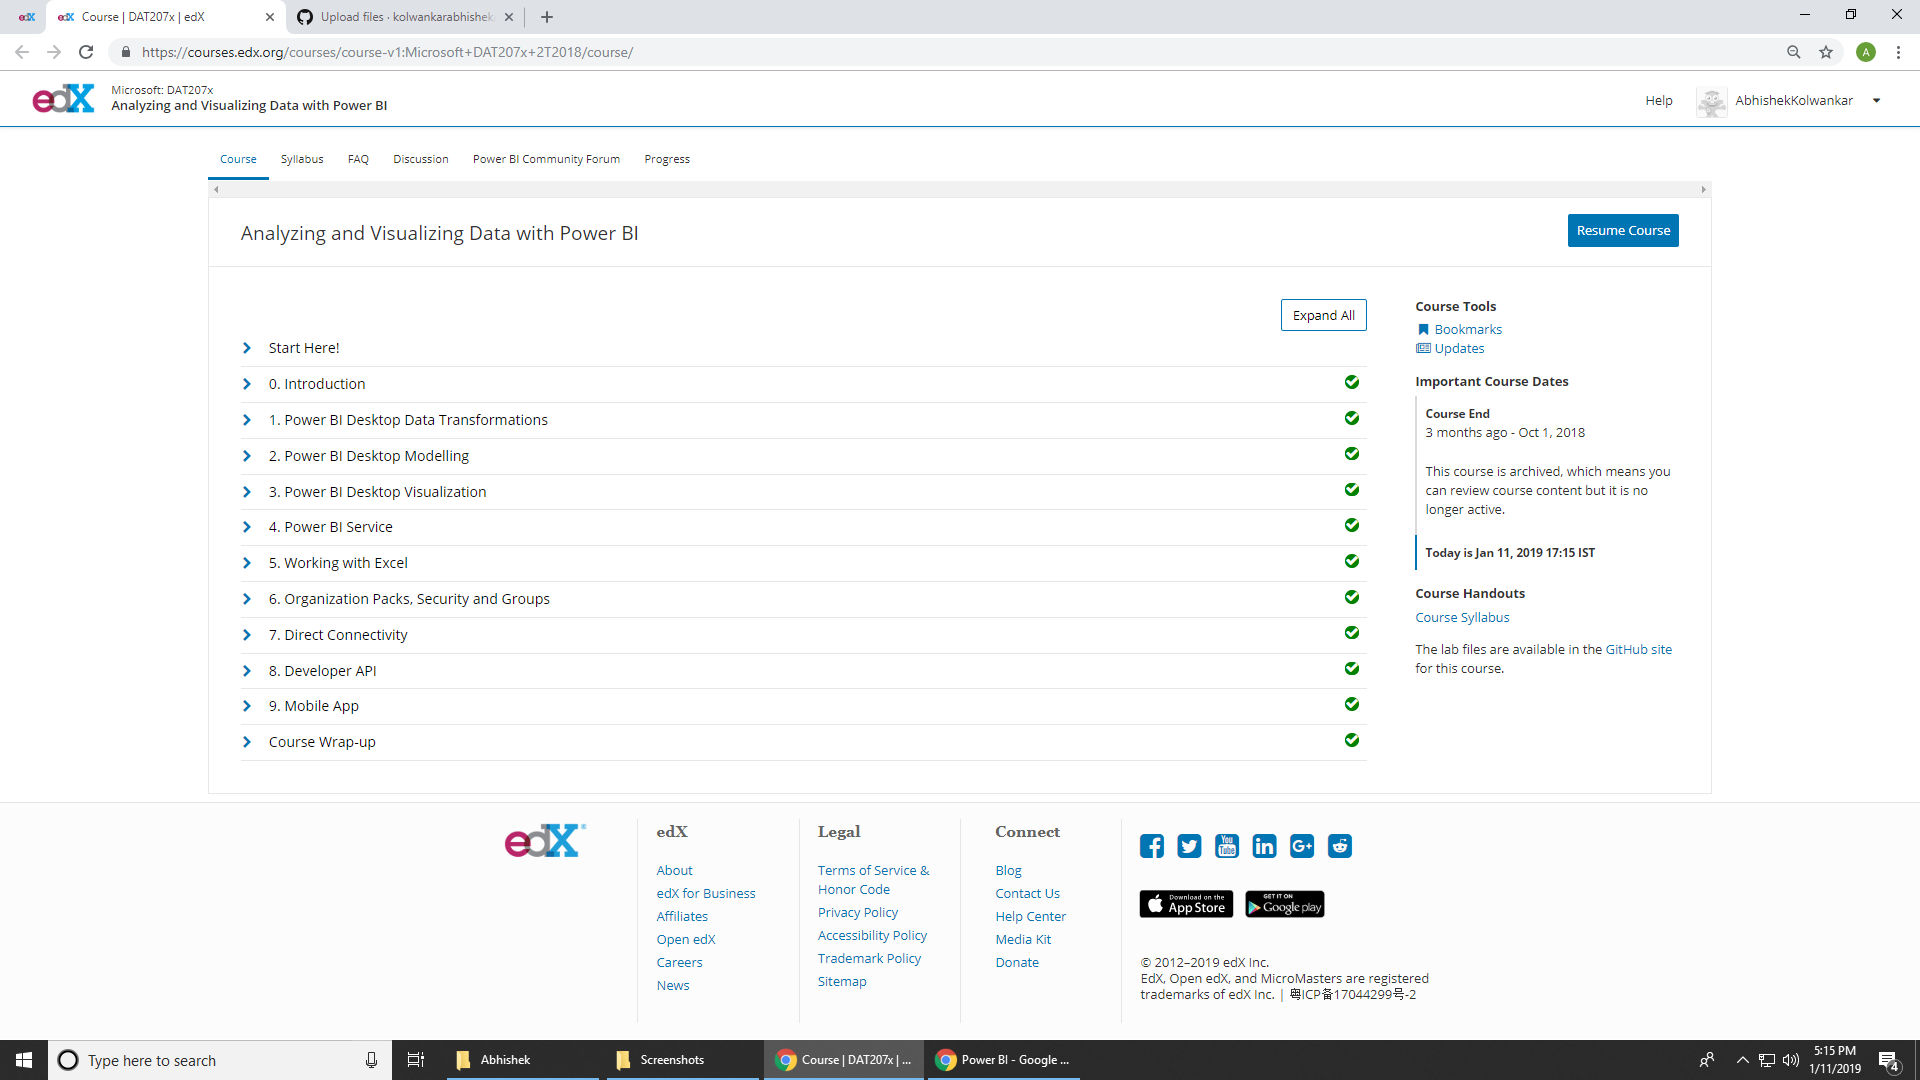 edX
Course | DAT207x | edX
Upload files · kolwankarabhishek
https://courses.edx.org/courses/course-v1:Microsoft+DAT207x+2T2018/course/
A
edX
Microsoft: DAT207x
Analyzing and Visualizing Data with Power BI
Help
AbhishekKolwankar
Course
Syllabus
FAQ
Discussion
Power BI Community Forum
Progress
Analyzing and Visualizing Data with Power BI
Resume Course
Expand All
Start Here!
0. Introduction
1. Power BI Desktop Data Transformations
2. Power BI Desktop Modelling
3. Power BI Desktop Visualization
4. Power BI Service
5. Working with Excel
6. Organization Packs, Security and Groups
7. Direct Connectivity
8. Developer API
9. Mobile App
Course Wrap-up
Course Tools
Bookmarks
Updates
Important Course Dates
Course End
3 months ago - Oct 1, 2018
This course is archived, which means you
can review course content but it is no
longer active.
Today is Jan 11, 2019 17:15 IST
Course Handouts
Course Syllabus
The lab files are available in the GitHub site
for this course.
edX
edX
About
edX for Business
Affiliates
Open edX
Careers
News
Legal
Terms of Service &
Honor Code
Privacy Policy
Accessibility Policy
Trademark Policy
Sitemap
Connect
Blog
Contact Us
Help Center
Media Kit
Donate
You
Tube
in
G+
Download on the
App Store
GET IT ON
Google play
© 2012–2019 edX Inc.
EdX, Open edX, and MicroMasters are registered
trademarks of edX Inc. | 粤ICP备17044299号-2
Type here to search
Abhishek
Screenshots
Course | DAT207x | ...
Power BI - Google ...
5:15 PM
1/11/2019
4